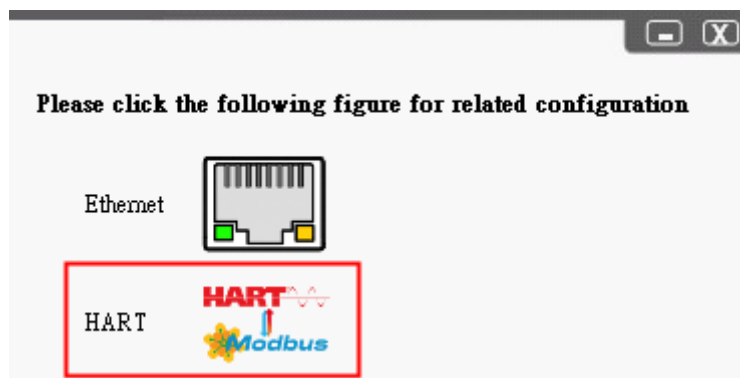 Please click the following figure for related configuration
Ethernet
HART
HART
Modbus